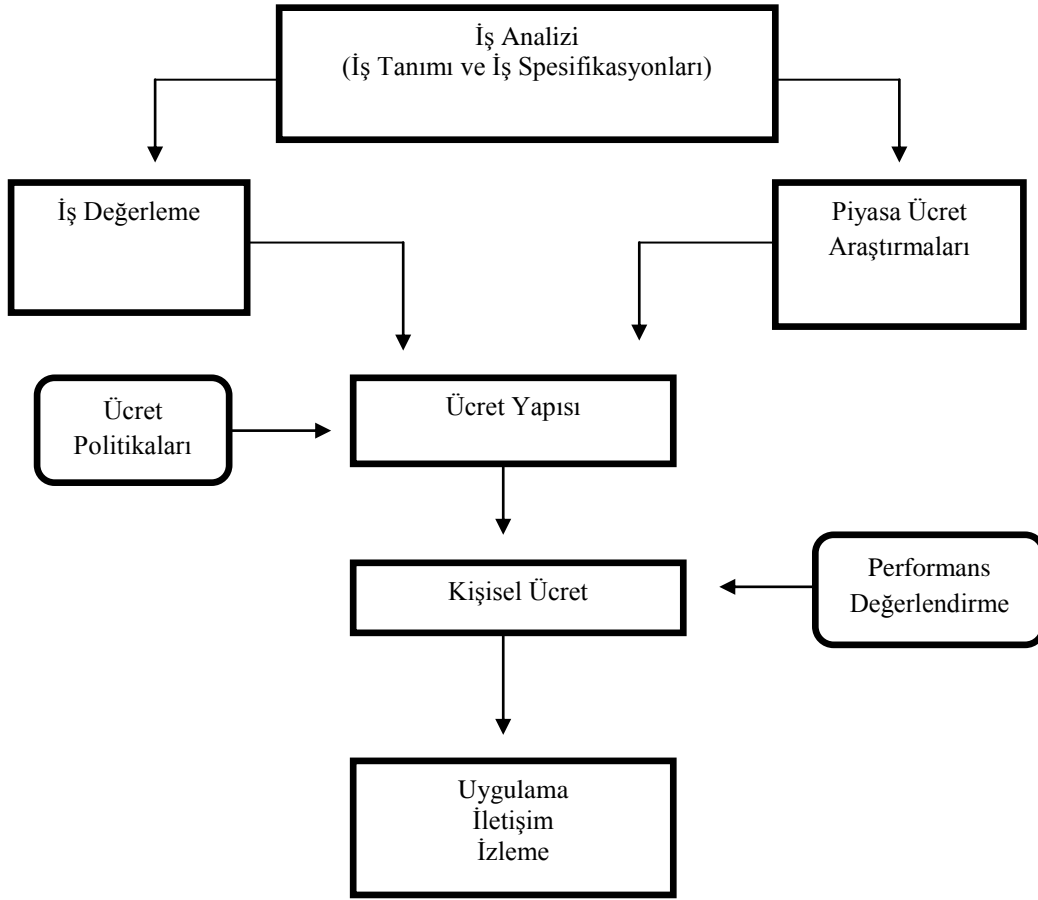 İş Analizi
(İş Tanımı ve İş Spesifikasyonları)
İş Değerleme
Piyasa Ücret
Araştırmaları
Ücret
Politikaları
Ücret Yapısı
Kişisel Ücret
Performans
Değerlendirme
Uygulama
İletişim
İzleme